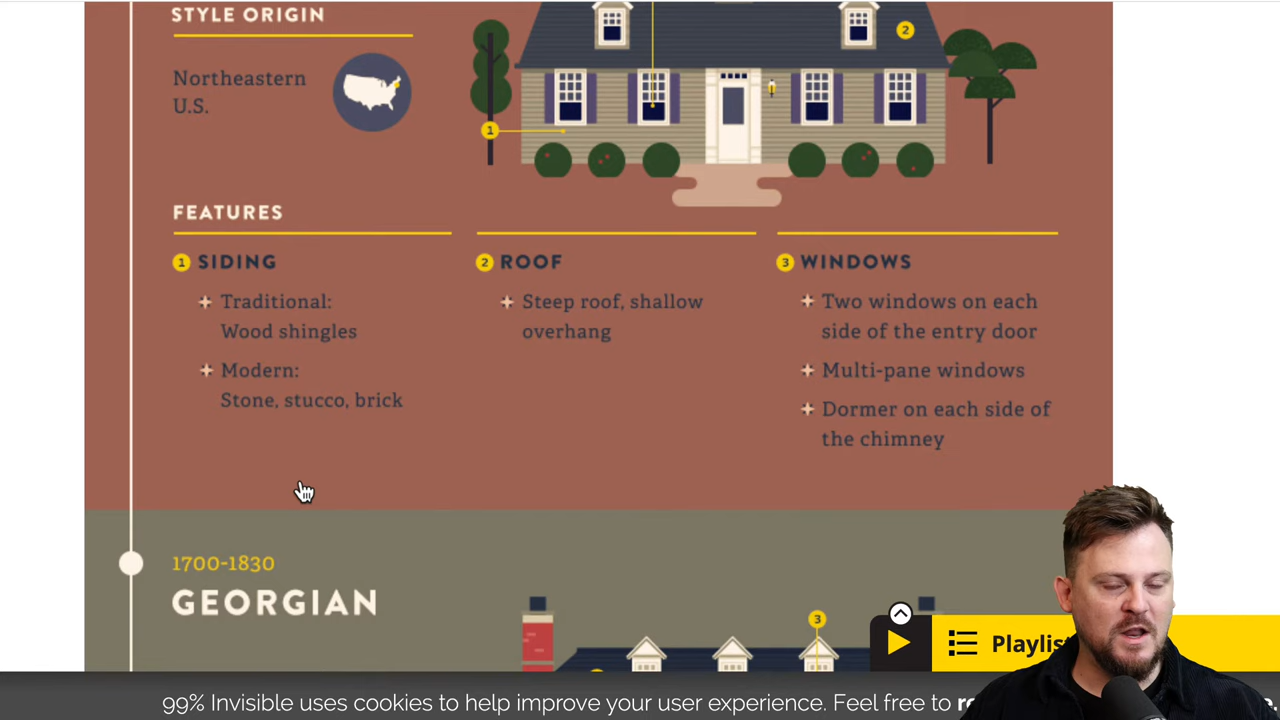 STYLE ORIGIN
Northeastern
U.S.
2
1
FEATURES
1 SIDING
+ Traditional:
Wood shingles
+ Modern:
Stone, stucco, brick
2 ROOF
+ Steep roof, shallow
overhang
3 WINDOWS
+ Two windows on each
side of the entry door
+ Multi-pane windows
+ Dormer on each side of
the chimney
1700-1830
GEORGIAN
3
Playlist
99% Invisible uses cookies to help improve your user experience. Feel free to